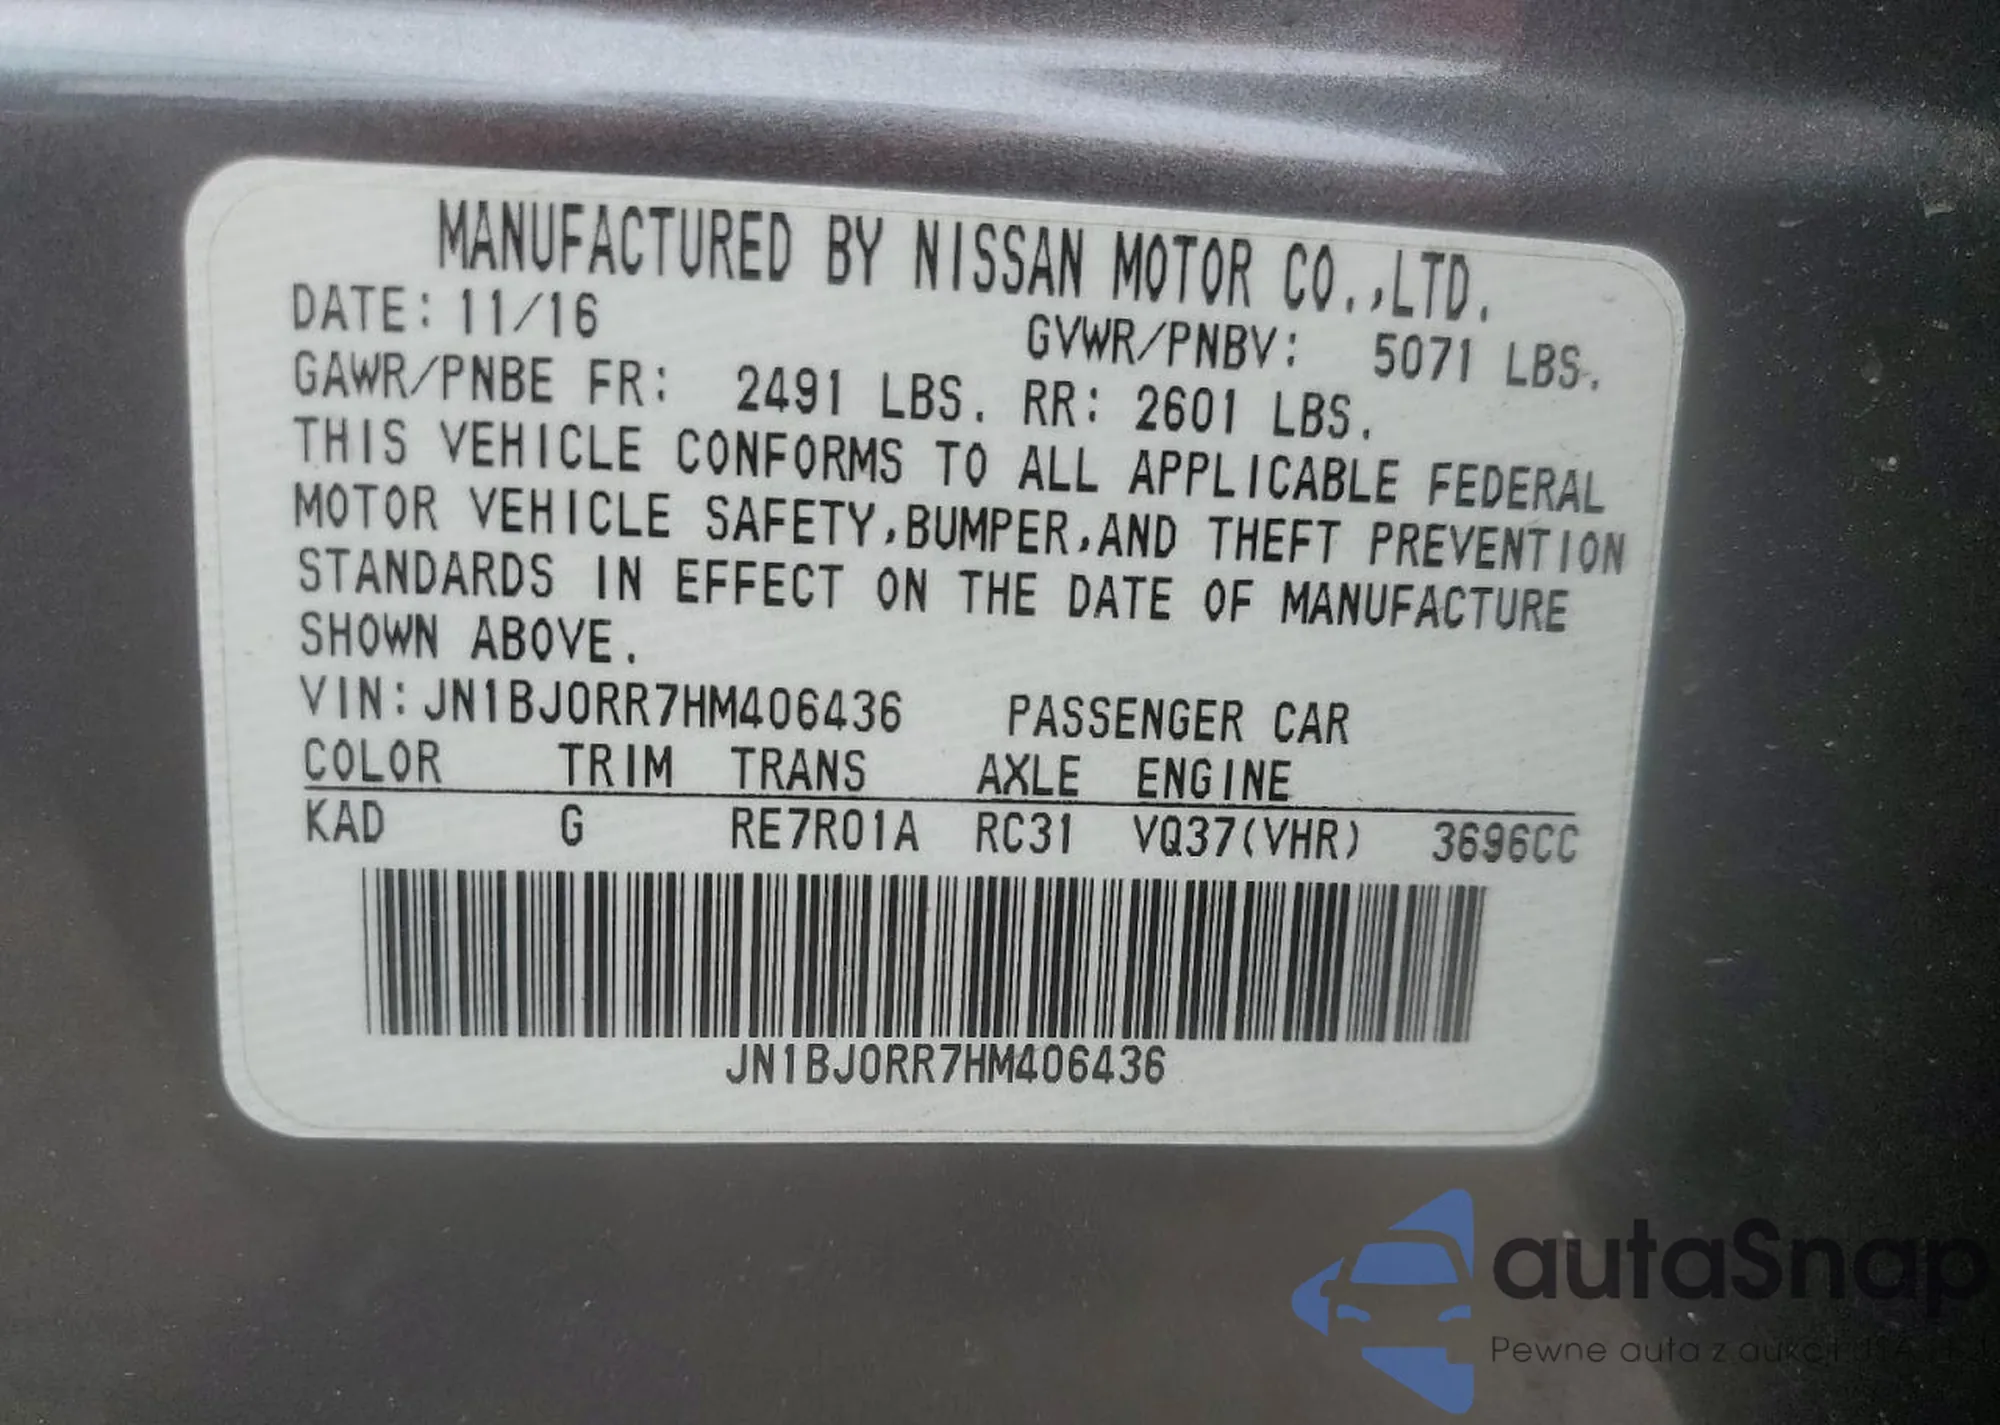 MANUFACTURED BY NISSAN MOTOR CO.,LTD.
DATE: 11/16 GVWR/PNBV: 5071 LBS.
GAWR/PNBE FR: 2491 LBS. RR: 2601 LBS.
THIS VEHICLE CONFORMS TO ALL APPLICABLE FEDERAL
MOTOR VEHICLE SAFETY,BUMPER,AND THEFT PREVENTION
STANDARDS IN EFFECT ON THE DATE OF MANUFACTURE
SHOWN ABOVE.
VIN:JN1BJ0RR7HM406436 PASSENGER CAR
COLOR TRIM TRANS AXLE ENGINE
KAD G RE7R01A RC31 VQ37(VHR) 3696CC
JN1BJ0RR7HM406436
autaSnap
Pewne auta z aukcji